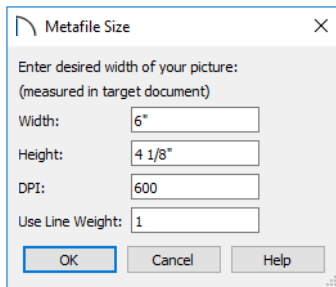 Metafile Size
Enter desired width of your picture:
(measured in target document)
Width: 6"
Height: 4 1/8"
DPI: 600
Use Line Weight: 1
OK Cancel Help